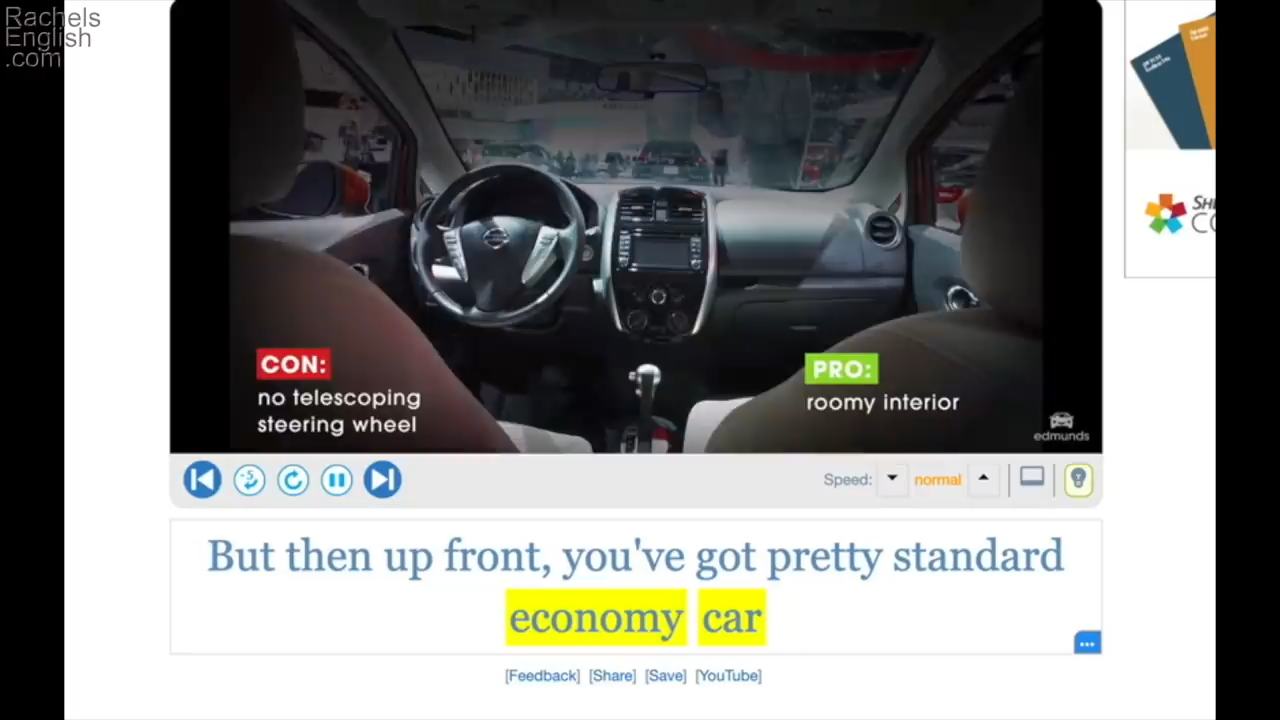 Rachels
English
.com
CON:
no telescoping
steering wheel
PRO:
roomy interior
edmunds
-5
Speed:
normal
But then up front, you've got pretty standard
economy car
[Feedback] [Share] [Save] [YouTube]